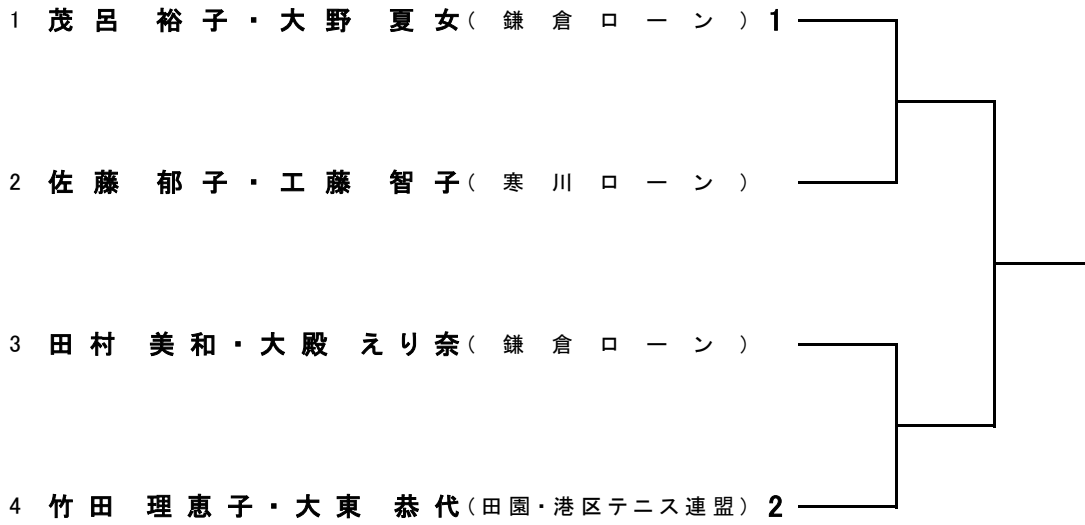 1 茂呂 裕子・大野 夏女(鎌倉ローン) 1
2 佐藤 郁子・工藤 智子(寒川ローン)
3 田村 美和・大殿 えり奈(鎌倉ローン)
4 竹田 理恵子・大東 恭代(田園・港区テニス連盟) 2